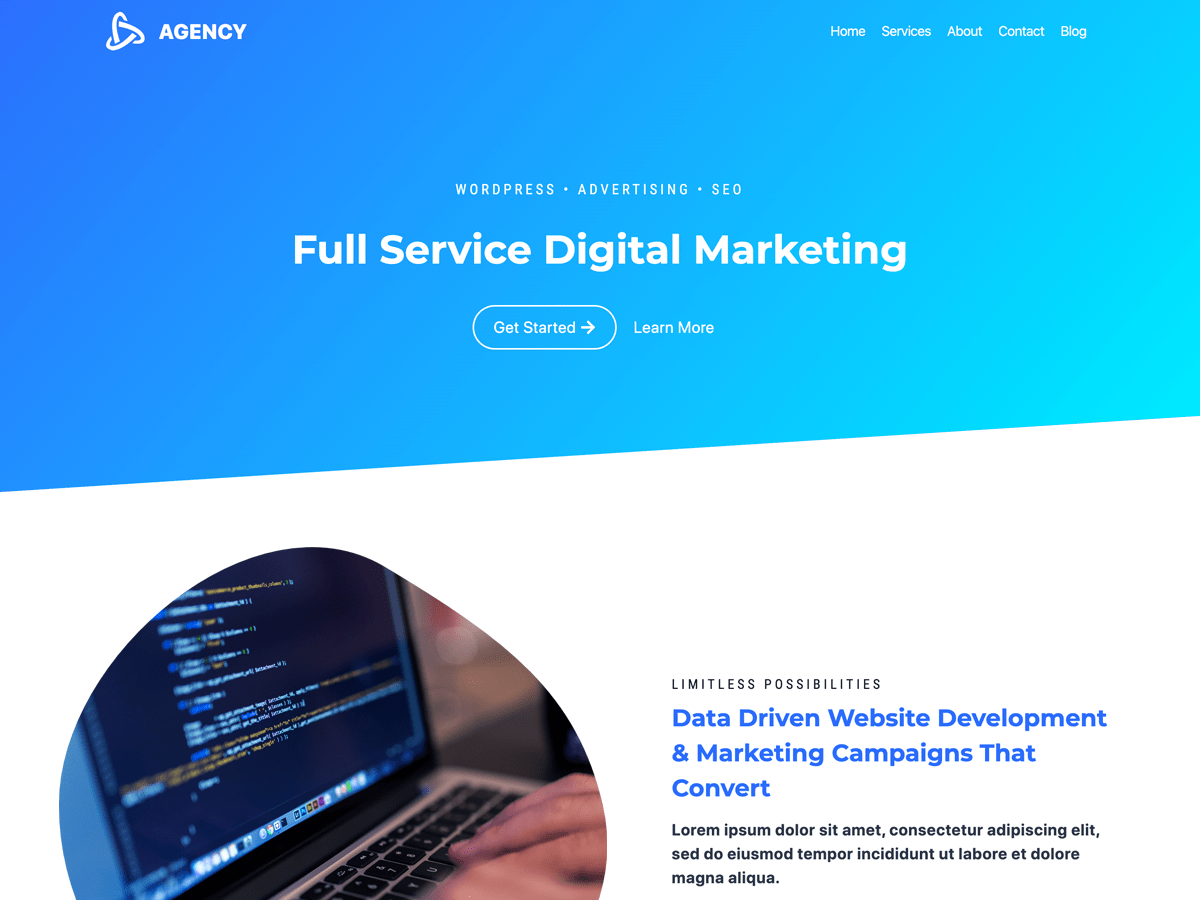 AGENCY
Home Services About Contact Blog
WORDPRESS • ADVERTISING • SEO
Full Service Digital Marketing
Get Started → Learn More
LIMITLESS POSSIBILITIES
Data Driven Website Development
& Marketing Campaigns That
Convert
Lorem ipsum dolor sit amet, consectetur adipiscing elit,
sed do eiusmod tempor incididunt ut labore et dolore
magna aliqua.